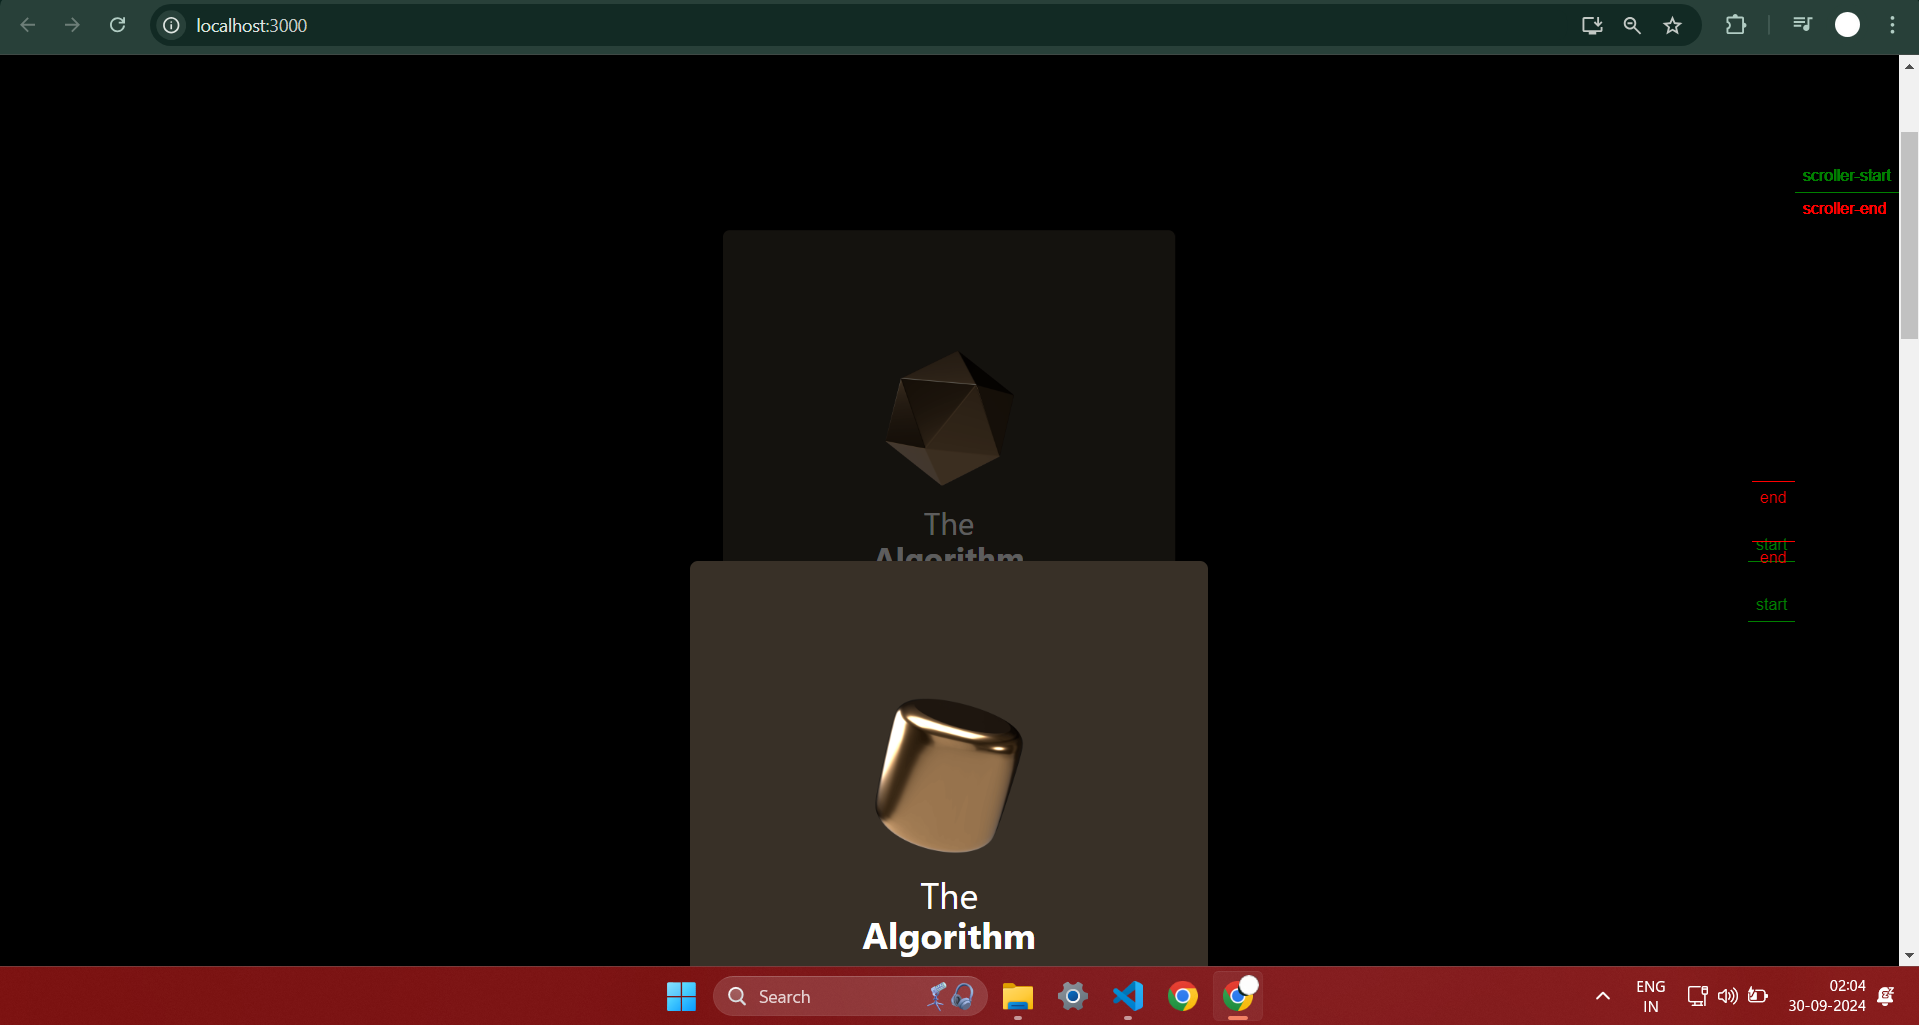 localhost:3000
scroller-start
scroller-end
end
start
end
start
The
Algorithm
The
Algorithm
Search
ENG
IN
02:04
30-09-2024